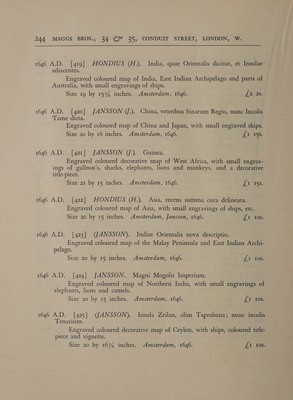 244 MAGGS BROS., 34 & 35, CONDUIT STREET, LONDON, W.
1646 A.D. [419] HONDIUS (H.). India, quae Orientalis dicitur, et Insulae
adiacentes.
Engraved coloured map of India, East Indian Archipelago and parts of
Australia, with small engravings of ships.
Size 19 by 15½ inches. Amsterdam, 1646. £2 2s.
1646 A.D. [420] JANSSON (J.). China, veteribus Sinarum Regio, nunc Incolis
Tame dicta.
Engraved coloured map of China and Japan, with small engraved ships.
Size 20 by 16 inches. Amsterdam, 1646. £1 15s.
1646 A.D. [421] JANSSON (J.). Guinea.
Engraved coloured decorative map of West Africa, with small engrav-
ings of galleon's, sharks, elephants, lions and monkeys, and a decorative
title-piece.
Size 21 by 15 inches. Amsterdam, 1646. £1 25s.
1646 A.D. [422] HONDIUS (H.). Asia, recens summa cura delineata.
Engraved coloured map of Asia, with small engravings of ships, etc.
Size 20 by 15 inches. Amsterdam, Jansson, 1646. £1 10s.
1646 A.D. [423] (JANSSON). Indiae Orientalis nova descriptio.
Engraved coloured map of the Malay Peninsula and East Indian Archi-
pelago.
Size 20 by 15 inches. Amsterdam, 1646. £1 10s.
1646 A.D. [424] JANSSON. Magni Mogolis Imperium.
Engraved coloured map of Northern India, with small engravings of
elephants, lions and camels.
Size 20 by 15 inches. Amsterdam, 1646. £1 10s.
1646 A.D. [425] (JANSSON). Insula Zeilan, olim Taprobana; nunc incolis
Tenarisim.
Engraved coloured decorative map of Ceylon, with ships, coloured title-
piece and vignette.
Size 20 by 16½ inches. Amsterdam, 1646. £1 10s.